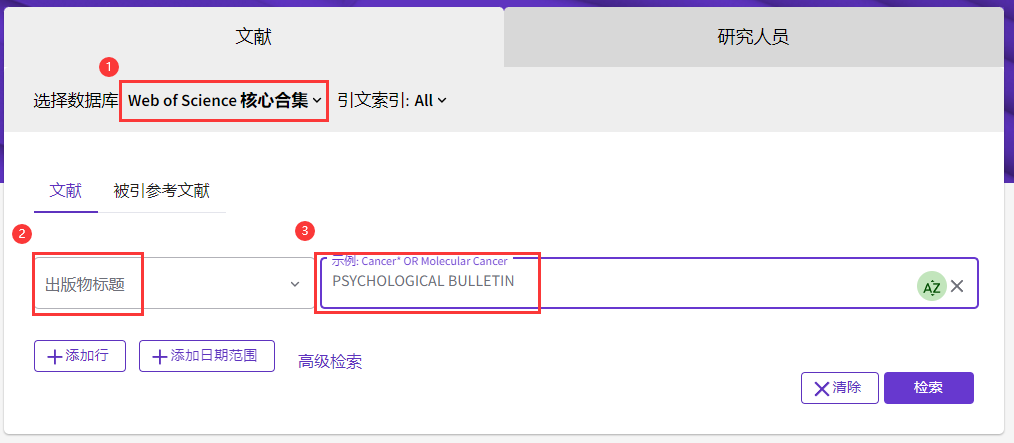 文献
研究人员
1
选择数据库 Web of Science 核心合集 引文索引: All
文献
被引参考文献
2
3
出版物标题
示例: Cancer* OR Molecular Cancer
PSYCHOLOGICAL BULLETIN
AZ
添加行
添加日期范围
高级检索
清除
检索